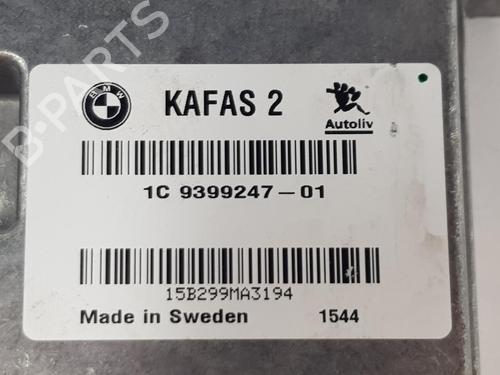 B-PARTS
BMW
KAFAS 2
Autoliv
1C 9399247-01
15B299MA3194
Made in Sweden 1544